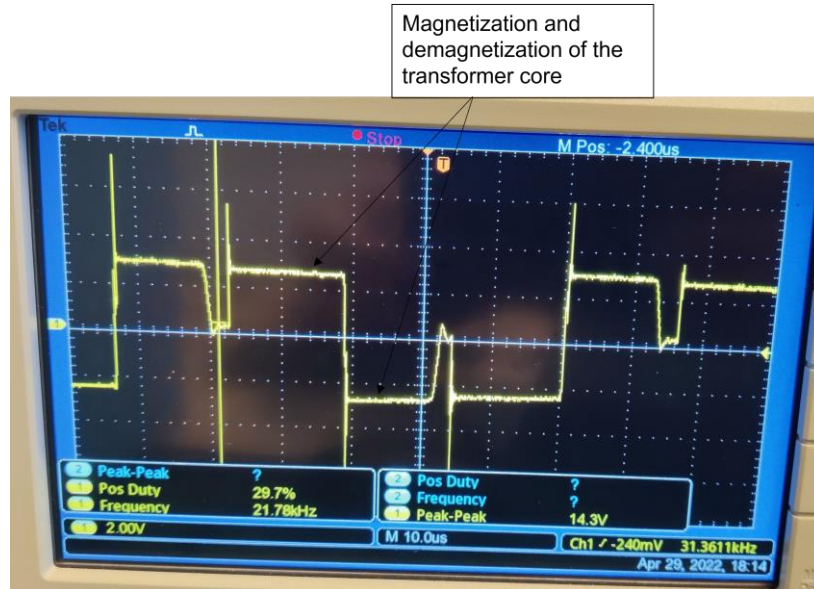 Magnetization and
demagnetization of the
transformer core
Tek
Stop
M Pos: -2.400us
T
1
2 Peak-Peak ?
1 Pos Duty 29.7%
1 Frequency 21.78kHz
2 Pos Duty ?
2 Frequency ?
1 Peak-Peak 14.3V
1 2.00V
M 10.0us
Ch1 -240mV 31.3611kHz
Apr 29, 2022, 18:14